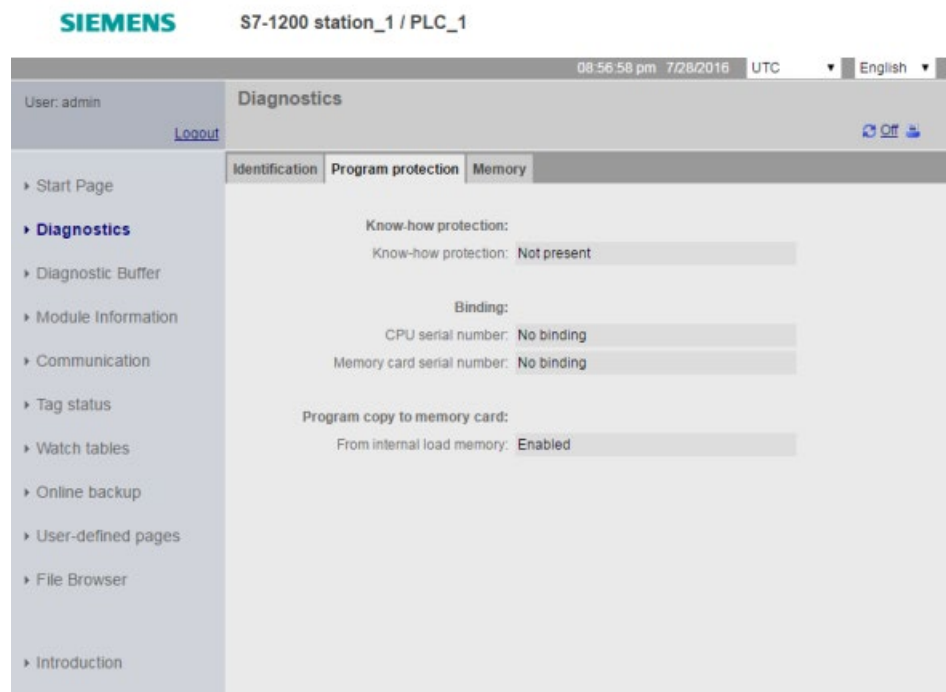 SIEMENS S7-1200 station_1 / PLC_1
08:56:58 pm 7/28/2016 UTC English
User: admin
Logout
Diagnostics
Off
Identification Program protection Memory
Start Page
Diagnostics
Diagnostic Buffer
Module Information
Communication
Tag status
Watch tables
Online backup
User-defined pages
File Browser
Introduction
Know-how protection:
Know-how protection: Not present
Binding:
CPU serial number: No binding
Memory card serial number: No binding
Program copy to memory card:
From internal load memory: Enabled